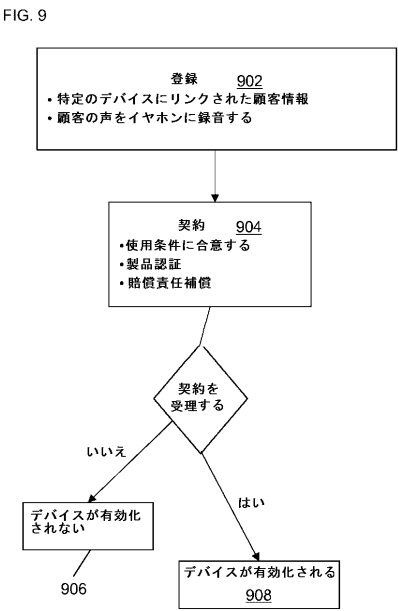 FIG. 9
登録 902
• 特定のデバイスにリンクされた顧客情報
• 顧客の声をイヤホンに録音する
契約 904
•使用条件に合意する
•製品認証
•賠償責任補償
契約を
受理する
いいえ
はい
デバイスが有効化
されない
デバイスが有効化される
906
908